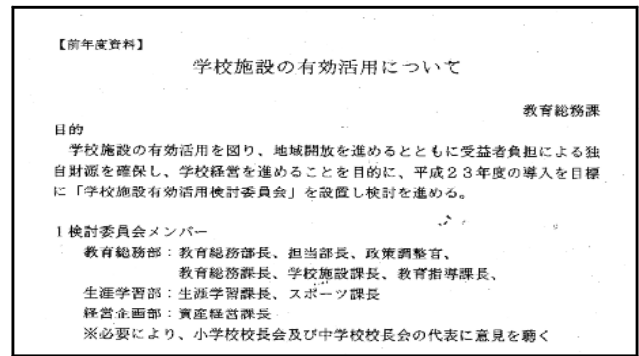 【前年度資料】
学校施設の有効活用について
教育総務課
目的
学校施設の有効活用を図り、地域開放を進めるとともに受益者負担による独
自財源を確保し、学校経営を進めることを目的に、平成２３年度の導入を目標
に「学校施設有効活用検討委員会」を設置し検討を進める。
１検討委員会メンバー
教育総務部：教育総務部長、担当部長、政策調整官、
教育総務課長、学校施設課長、教育指導課長、
生涯学習部：生涯学習課長、スポーツ課長
経営企画部：資産経営課長
※必要により、小学校校長会及び中学校校長会の代表に意見を聴く